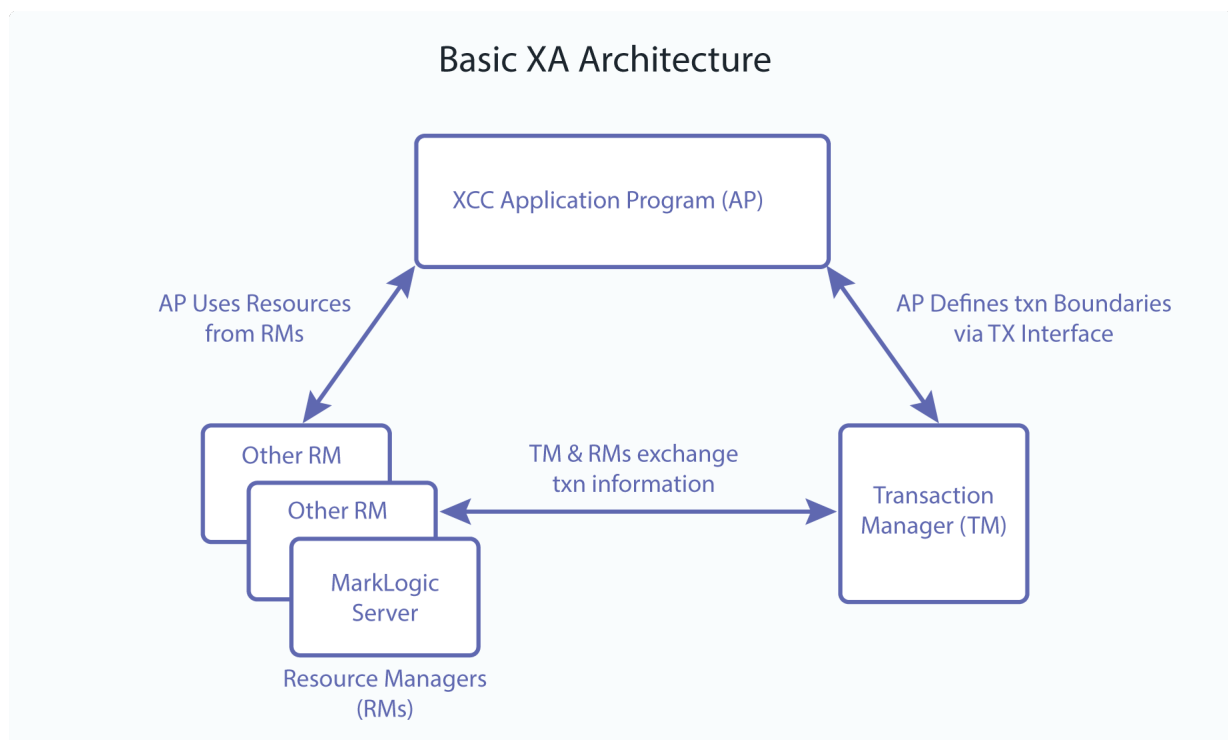 Basic XA Architecture
XCC Application Program (AP)
AP Uses Resources
from RMs
AP Defines txn Boundaries
via TX Interface
Other RM
Other RM
MarkLogic
Server
TM & RMs exchange
txn information
Transaction
Manager (TM)
Resource Managers
(RMs)